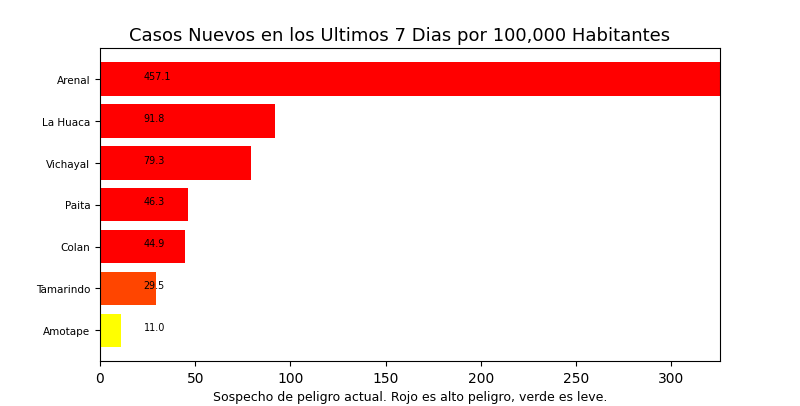 Casos Nuevos en los Ultimos 7 Dias por 100,000 Habitantes
Arenal 457.1
La Huaca 91.8
Vichayal 79.3
Paita 46.3
Colan 44.9
Tamarindo 29.5
Amotape 11.0
0 50 100 150 200 250 300
Sospecho de peligro actual. Rojo es alto peligro, verde es leve.